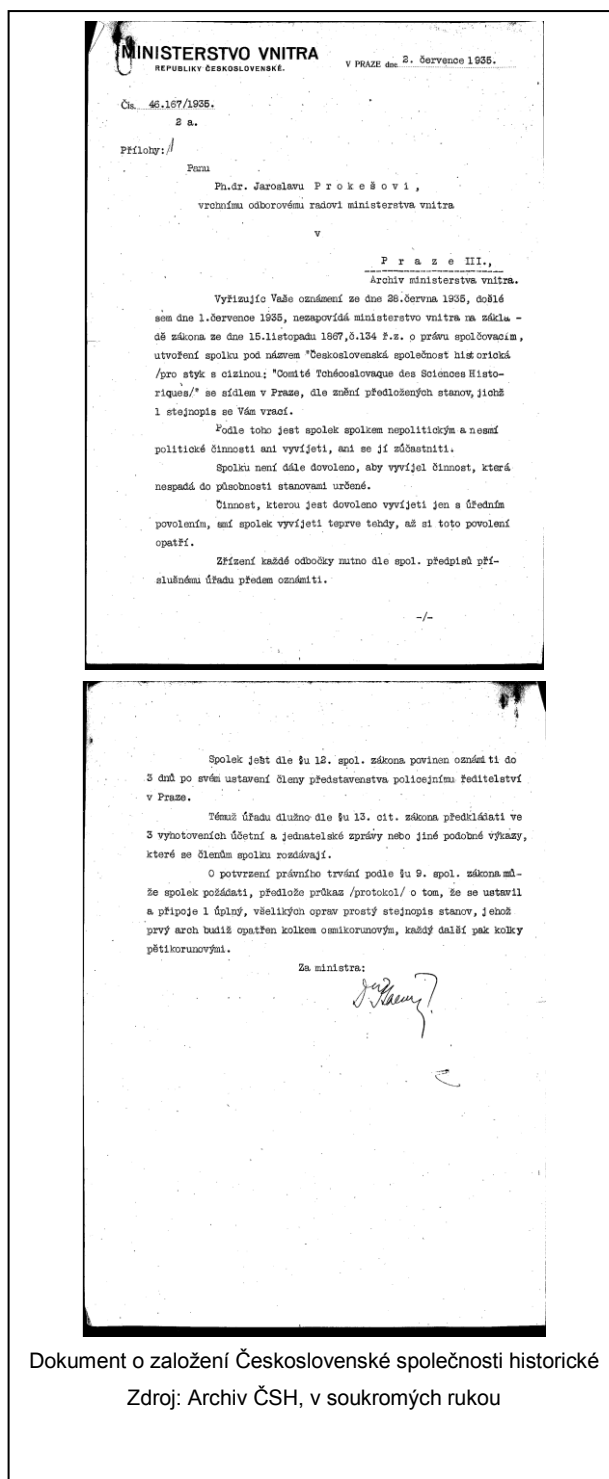 MINISTERSTVO VNITRA
REPUBLIKY ČESKOSLOVENSKÉ.
V PRAZE dne 2. července 1935.
Čís. 46.167/1935.
2 a.
Přílohy: 1
Panu
Ph.dr. Jaroslavu P r o k e š o v i ,
vrchnímu odborovému radovi ministerstva vnitra
v
P r a z e III.,
Archiv ministerstva vnitra.
Vyřizujíc Vaše oznámení ze dne 28.června 1935, došlé
sem dne 1.července 1935, nezapovídá ministerstvo vnitra na zákla -
dě zákona ze dne 15.listopadu 1867,č.134 ř.z. o právu spolčovacím,
utvoření spolku pod názvem "Československá společnost historická
/pro styk s cizinou: "Comité Tchécoslovaque des Sciences Histo-
riques/" se sídlem v Praze, dle znění předložených stanov, jichž
1 stejnopis se Vám vrací.
Podle toho jest spolek spolkem nepolitickým a nesmí
politické činnosti ani vyvíjeti, ani se jí zúčastniti.
Spolku není dále dovoleno, aby vyvíjel činnost, která
nespadá do působnosti stanovami určené.
Činnost, kterou jest dovoleno vyvíjeti jen s úředním
povolením, smí spolek vyvíjeti teprve tehdy, až si toto povolení
opatří.
Zřízení každé odbočky nutno dle spol. předpisů pří-
slušnému úřadu předem oznámiti.
-/-
Spolek jest dle §u 12. spol. zákona povinen oznámiti do
3 dnů po svém ustavení členy představenstva policejnímu ředitelství
v Praze.
Témuž úřadu dlužno dle §u 13. cit. zákona předkládati ve
3 vyhotoveních účetní a jednatelské zprávy nebo jiné podobné výkazy,
které se členům spolku rozdávají.
O potvrzení právního trvání podle §u 9. spol. zákona mů-
že spolek požádati, předlože průkaz /protokol/ o tom, že se ustavil
a připoje 1 úplný, všelikých oprav prostý stejnopis stanov, jehož
prvý arch budiž opatřen kolkem osmikorunovým, každý další pak kolky
pětikorunovými.
Za ministra:
Dokument o založení Československé společnosti historické
Zdroj: Archiv ČSH, v soukromých rukou